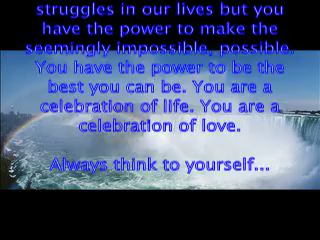 struggles in our lives but you
have the power to make the
seemingly impossible, possible.
You have the power to be the
best you can be. You are a
celebration of life. You are a
celebration of love.
Always think to yourself...